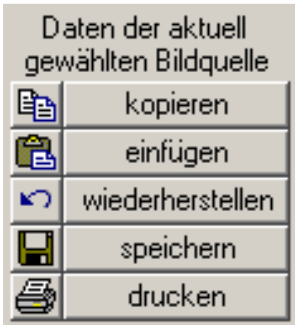 Daten der aktuell
gewählten Bildquelle
kopieren
einfügen
wiederherstellen
speichern
drucken